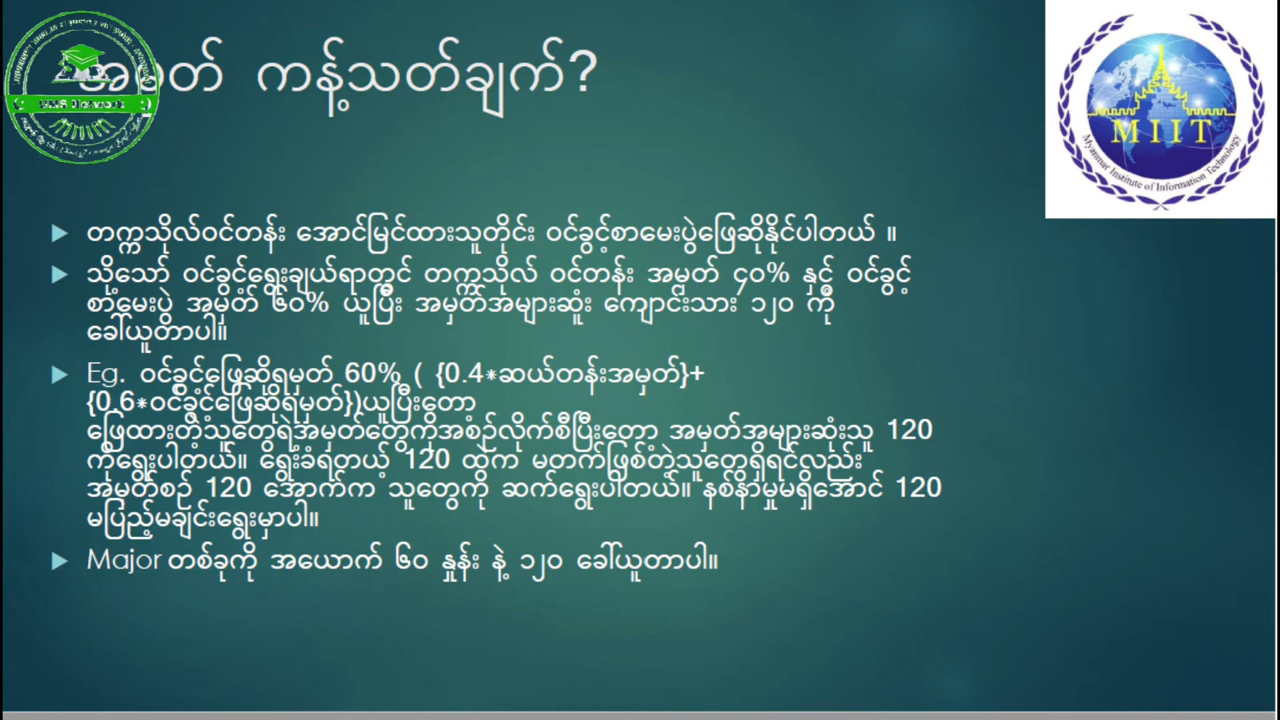 အမှတ် ကန့်သတ်ချက်?
HMS Network
MIIT
Myanmar Institute of Information Technology
တက္ကသိုလ်ဝင်တန်း အောင်မြင်ထားသူတိုင်း ဝင်ခွင့်စာမေးပွဲဖြေဆိုနိုင်ပါတယ် ။
သို့သော် ဝင်ခွင့်ရွေးချယ်ရာတွင် တက္ကသိုလ် ဝင်တန်း အမှတ် ၄၀% နှင့် ဝင်ခွင့်
စာမေးပွဲ အမှတ် ၆၀% ယူပြီး အမှတ်အများဆုံး ကျောင်းသား ၁၂၀ ကို
ခေါ်ယူတာပါ။
Eg. ဝင်ခွင့်ဖြေဆိုရမှတ် 60% ( {0.4*ဆယ်တန်းအမှတ်}+
{0.6*ဝင်ခွင့်ဖြေဆိုရမှတ်})ယူပြီးတော့
ဖြေထားတဲ့သူတွေရဲ့အမှတ်တွေကိုအစဉ်လိုက်စီပြီးတော့ အမှတ်အများဆုံးသူ 120
ကိုရွေးပါတယ်။ ရွေးခံရတယ့် 120 ထဲက မတက်ဖြစ်တဲ့သူတွေရှိရင်လည်း
အမှတ်စဉ် 120 အောက်က သူတွေကို ဆက်ရွေးပါတယ်။ နစ်နာမှုမရှိအောင် 120
မပြည့်မချင်းရွေးမှာပါ။
Major တစ်ခုကို အယောက် ၆၀ နှုန်း နဲ့ ၁၂၀ ခေါ်ယူတာပါ။